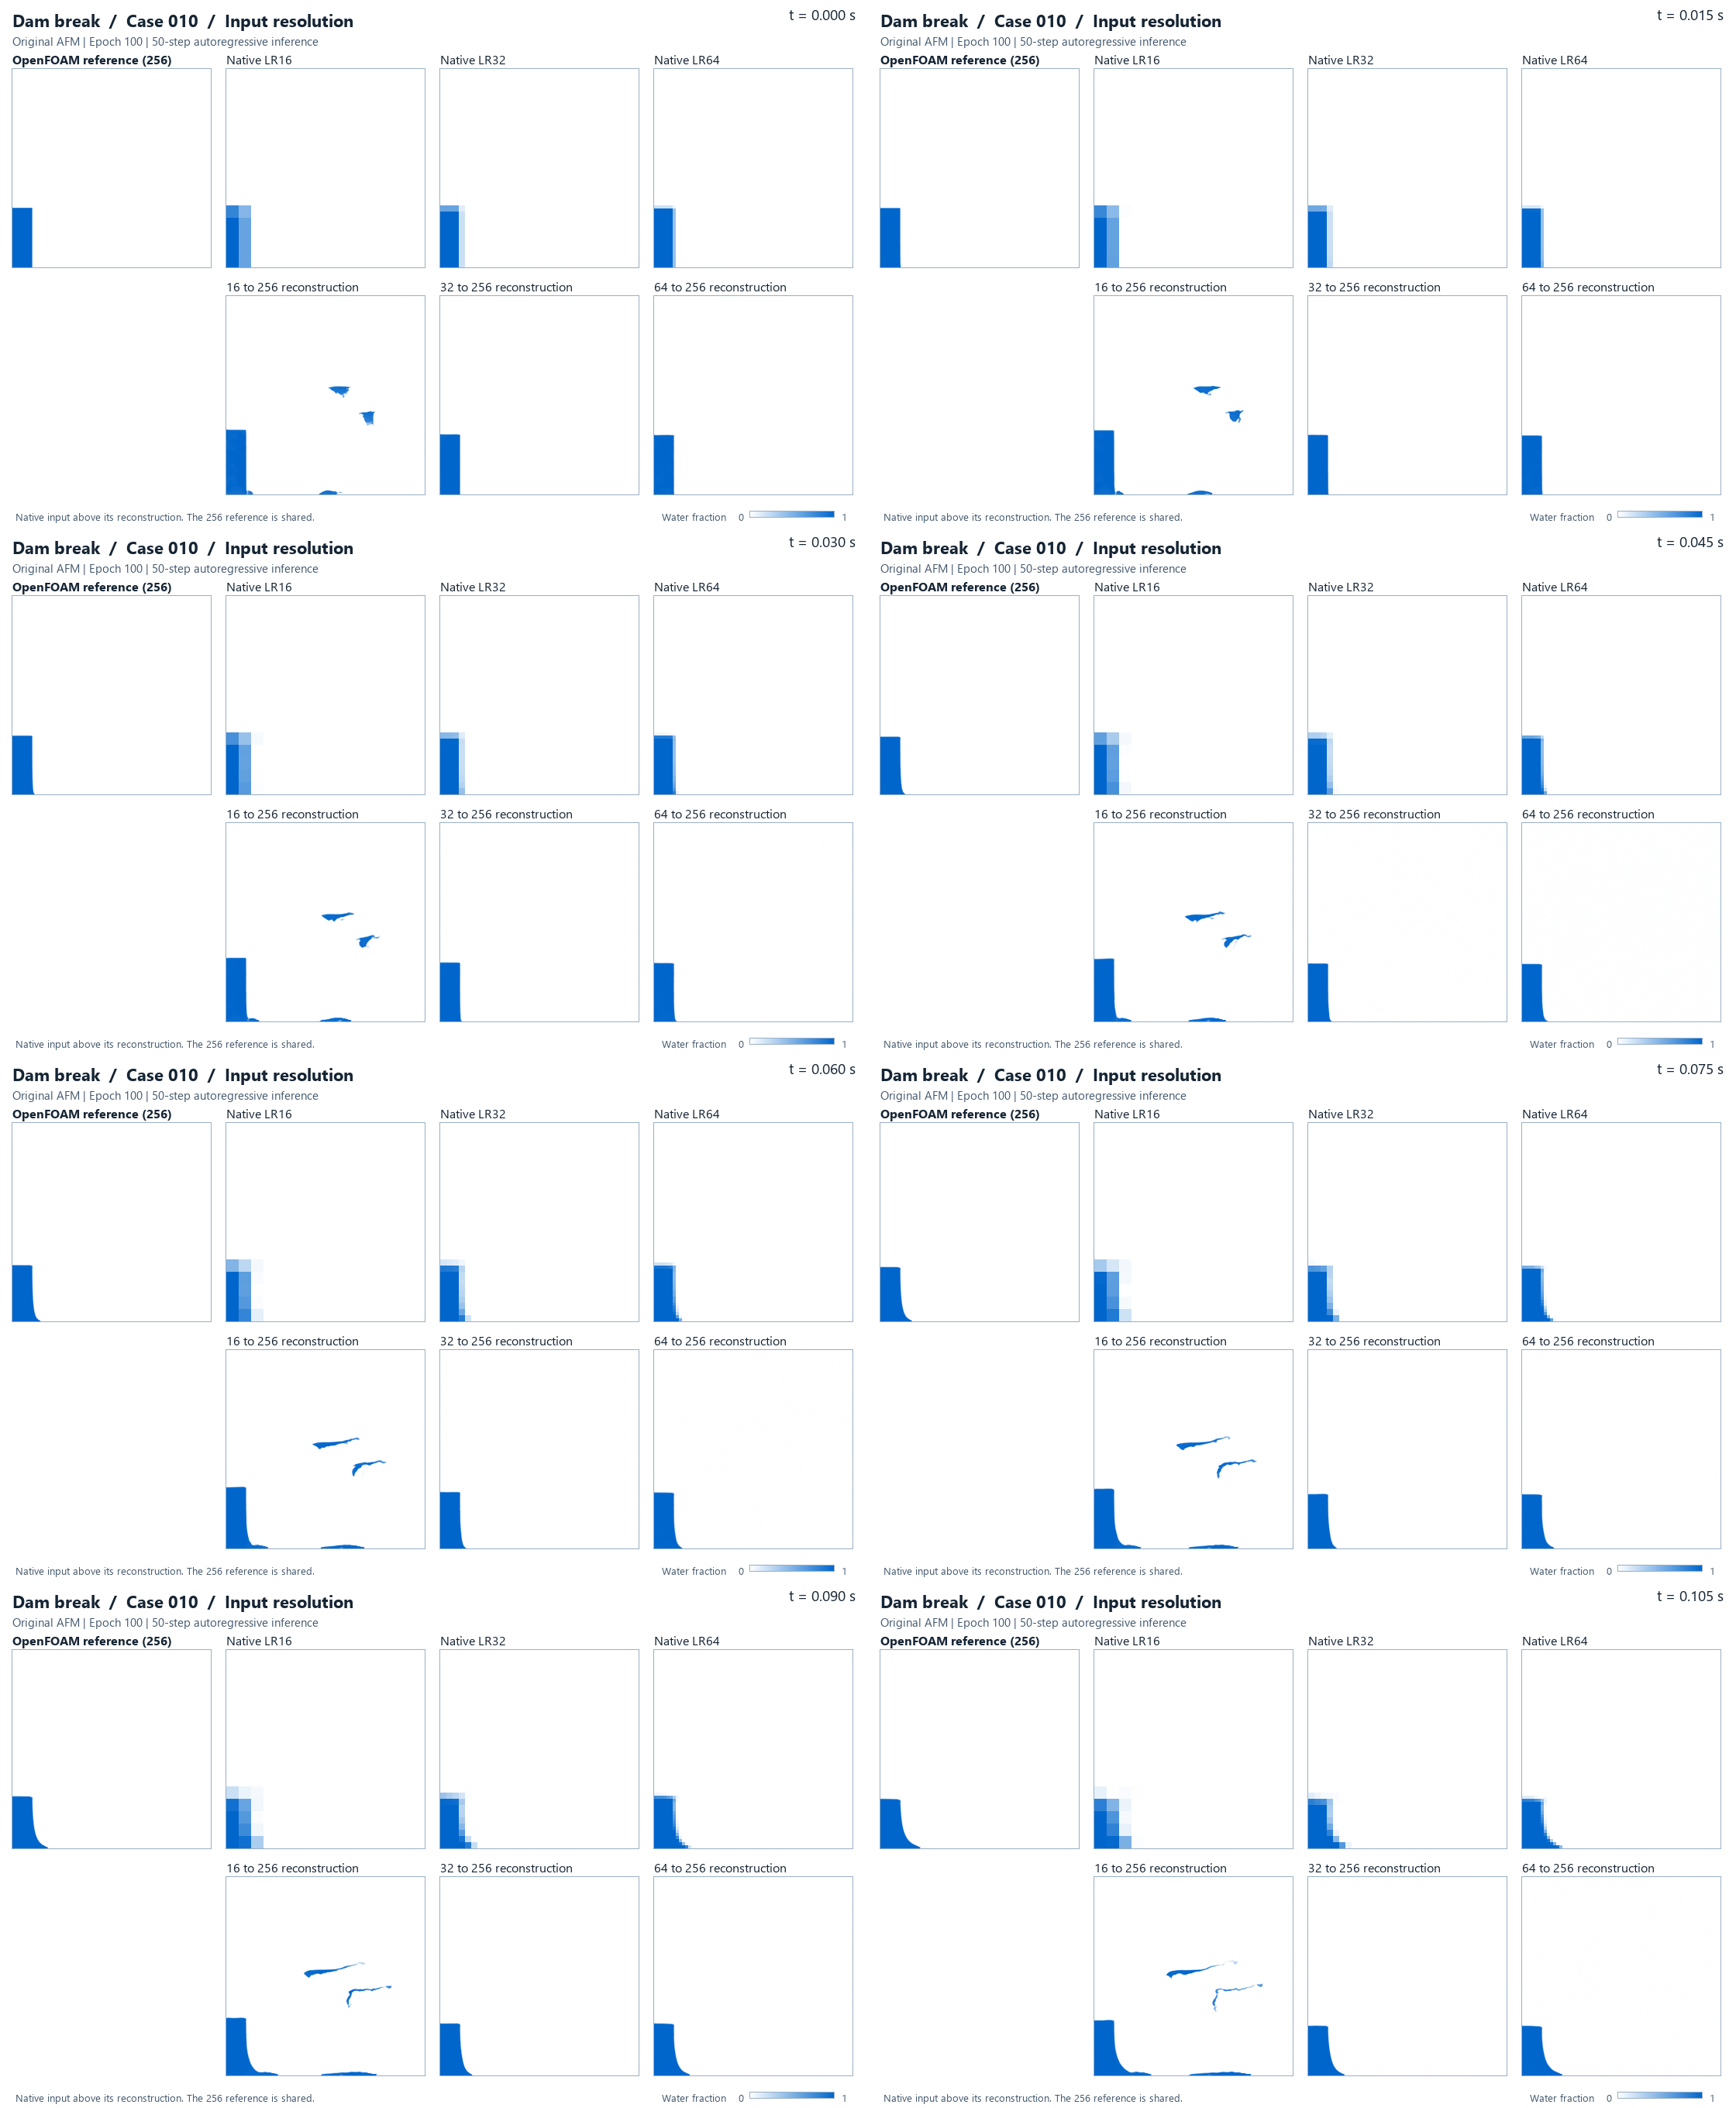 Dam break / Case 010 / Input resolution
t = 0.000 s
Original AFM | Epoch 100 | 50-step autoregressive inference
OpenFOAM reference (256)
Native LR16
Native LR32
Native LR64
16 to 256 reconstruction
32 to 256 reconstruction
64 to 256 reconstruction
Native input above its reconstruction. The 256 reference is shared.
Water fraction 0 1
Dam break / Case 010 / Input resolution
t = 0.015 s
Original AFM | Epoch 100 | 50-step autoregressive inference
OpenFOAM reference (256)
Native LR16
Native LR32
Native LR64
16 to 256 reconstruction
32 to 256 reconstruction
64 to 256 reconstruction
Native input above its reconstruction. The 256 reference is shared.
Water fraction 0 1
Dam break / Case 010 / Input resolution
t = 0.030 s
Original AFM | Epoch 100 | 50-step autoregressive inference
OpenFOAM reference (256)
Native LR16
Native LR32
Native LR64
16 to 256 reconstruction
32 to 256 reconstruction
64 to 256 reconstruction
Native input above its reconstruction. The 256 reference is shared.
Water fraction 0 1
Dam break / Case 010 / Input resolution
t = 0.045 s
Original AFM | Epoch 100 | 50-step autoregressive inference
OpenFOAM reference (256)
Native LR16
Native LR32
Native LR64
16 to 256 reconstruction
32 to 256 reconstruction
64 to 256 reconstruction
Native input above its reconstruction. The 256 reference is shared.
Water fraction 0 1
Dam break / Case 010 / Input resolution
t = 0.060 s
Original AFM | Epoch 100 | 50-step autoregressive inference
OpenFOAM reference (256)
Native LR16
Native LR32
Native LR64
16 to 256 reconstruction
32 to 256 reconstruction
64 to 256 reconstruction
Native input above its reconstruction. The 256 reference is shared.
Water fraction 0 1
Dam break / Case 010 / Input resolution
t = 0.075 s
Original AFM | Epoch 100 | 50-step autoregressive inference
OpenFOAM reference (256)
Native LR16
Native LR32
Native LR64
16 to 256 reconstruction
32 to 256 reconstruction
64 to 256 reconstruction
Native input above its reconstruction. The 256 reference is shared.
Water fraction 0 1
Dam break / Case 010 / Input resolution
t = 0.090 s
Original AFM | Epoch 100 | 50-step autoregressive inference
OpenFOAM reference (256)
Native LR16
Native LR32
Native LR64
16 to 256 reconstruction
32 to 256 reconstruction
64 to 256 reconstruction
Native input above its reconstruction. The 256 reference is shared.
Water fraction 0 1
Dam break / Case 010 / Input resolution
t = 0.105 s
Original AFM | Epoch 100 | 50-step autoregressive inference
OpenFOAM reference (256)
Native LR16
Native LR32
Native LR64
16 to 256 reconstruction
32 to 256 reconstruction
64 to 256 reconstruction
Native input above its reconstruction. The 256 reference is shared.
Water fraction 0 1